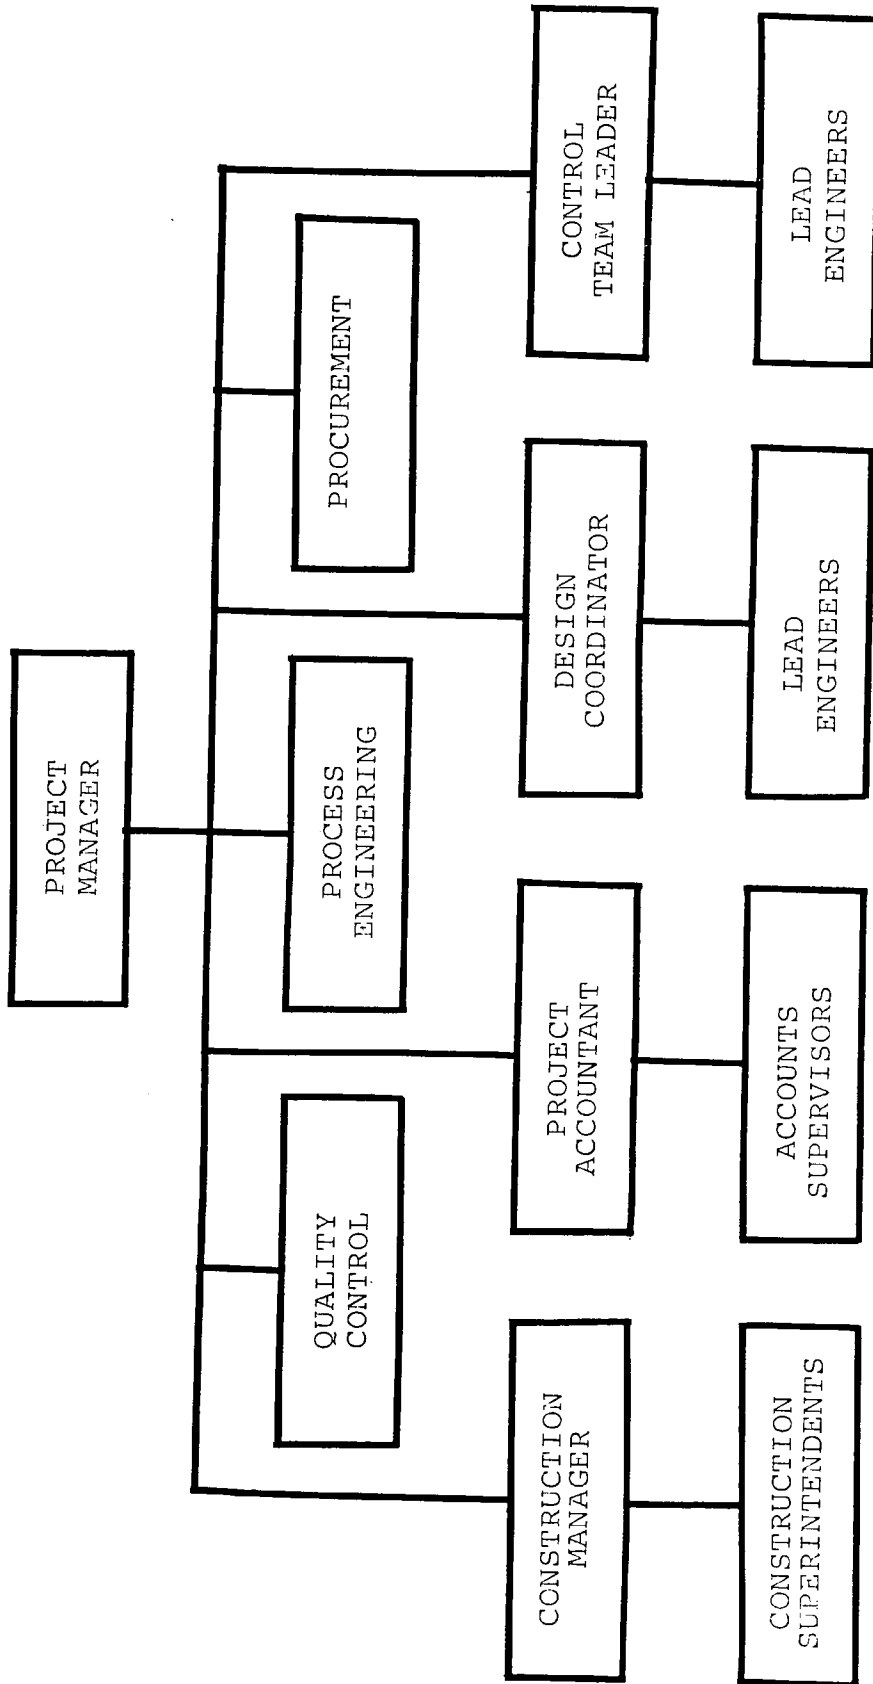 PROJECT
MANAGER
QUALITY
CONTROL
PROCESS
ENGINEERING
PROCUREMENT
CONSTRUCTION
MANAGER
PROJECT
ACCOUNTANT
DESIGN
COORDINATOR
CONTROL
TEAM LEADER
CONSTRUCTION
SUPERINTENDENTS
ACCOUNTS
SUPERVISORS
LEAD
ENGINEERS
LEAD
ENGINEERS